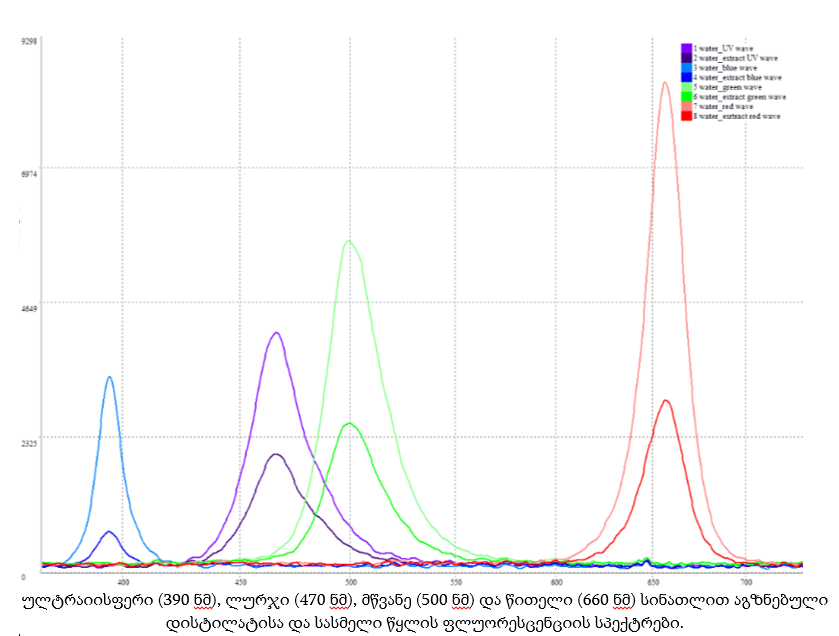 9298
1 water_UV wave
2 water_extract UV wave
3 water_blue wave
4 water_extract blue wave
5 water_green wave
6 water_extract green wave
7 water_red wave
8 water_exrtract red wave
6974
4649
2325
0
400 450 500 550 600 650 700
ულტრაიისფერი (390 ნმ), ლურჯი (470 ნმ), მწვანე (500 ნმ) და წითელი (660 ნმ) სინათლით აგზნებული
დისტილატისა და სასმელი წყლის ფლუორესცენციის სპექტრები.